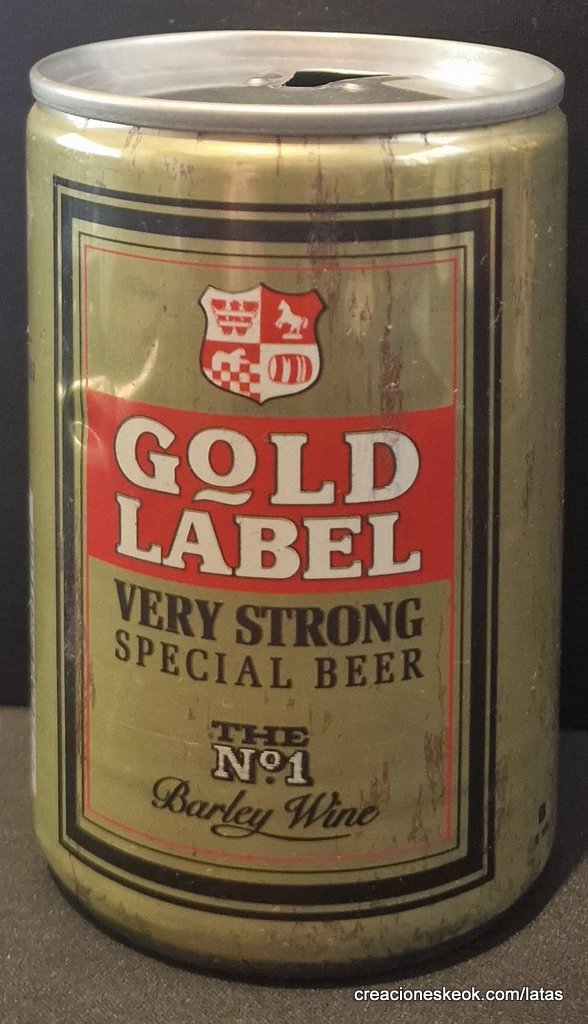 GOLD
LABEL
VERY STRONG
SPECIAL BEER
THE
Nº1
Barley Wine
creacioneskeok.com/latas